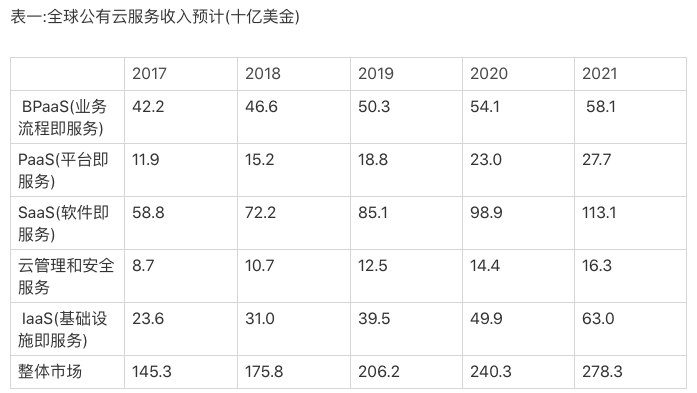 表一:全球公有云服务收入预计(十亿美金)
2017 2018 2019 2020 2021
BPaaS(业务 42.2 46.6 50.3 54.1 58.1
流程即服务)
PaaS(平台即 11.9 15.2 18.8 23.0 27.7
服务)
SaaS(软件即 58.8 72.2 85.1 98.9 113.1
服务)
云管理和安全 8.7 10.7 12.5 14.4 16.3
服务
IaaS(基础设 23.6 31.0 39.5 49.9 63.0
施即服务)
整体市场 145.3 175.8 206.2 240.3 278.3